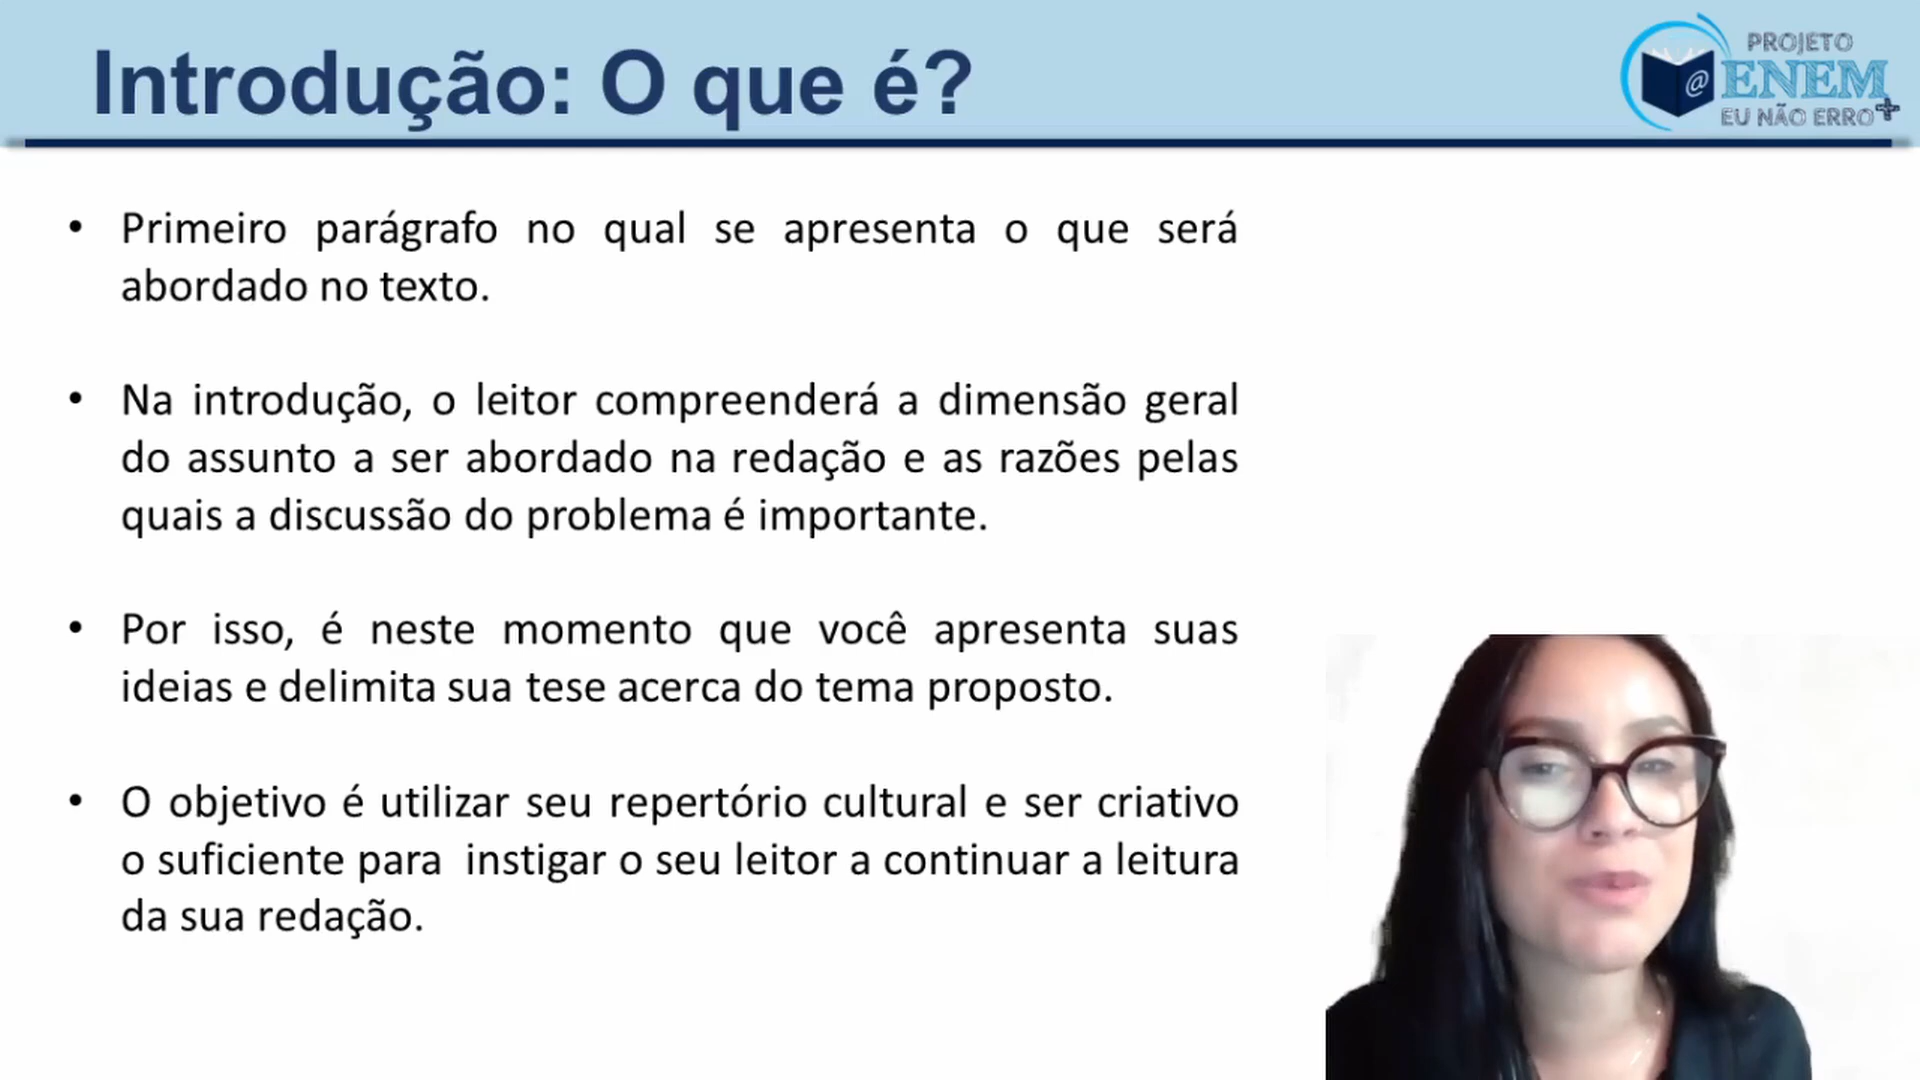 Introdução: O que é?
PROJETO
@ENEM
EU NÃO ERRO+
• Primeiro parágrafo no qual se apresenta o que será
abordado no texto.
• Na introdução, o leitor compreenderá a dimensão geral
do assunto a ser abordado na redação e as razões pelas
quais a discussão do problema é importante.
• Por isso, é neste momento que você apresenta suas
ideias e delimita sua tese acerca do tema proposto.
• O objetivo é utilizar seu repertório cultural e ser criativo
o suficiente para  instigar o seu leitor a continuar a leitura
da sua redação.